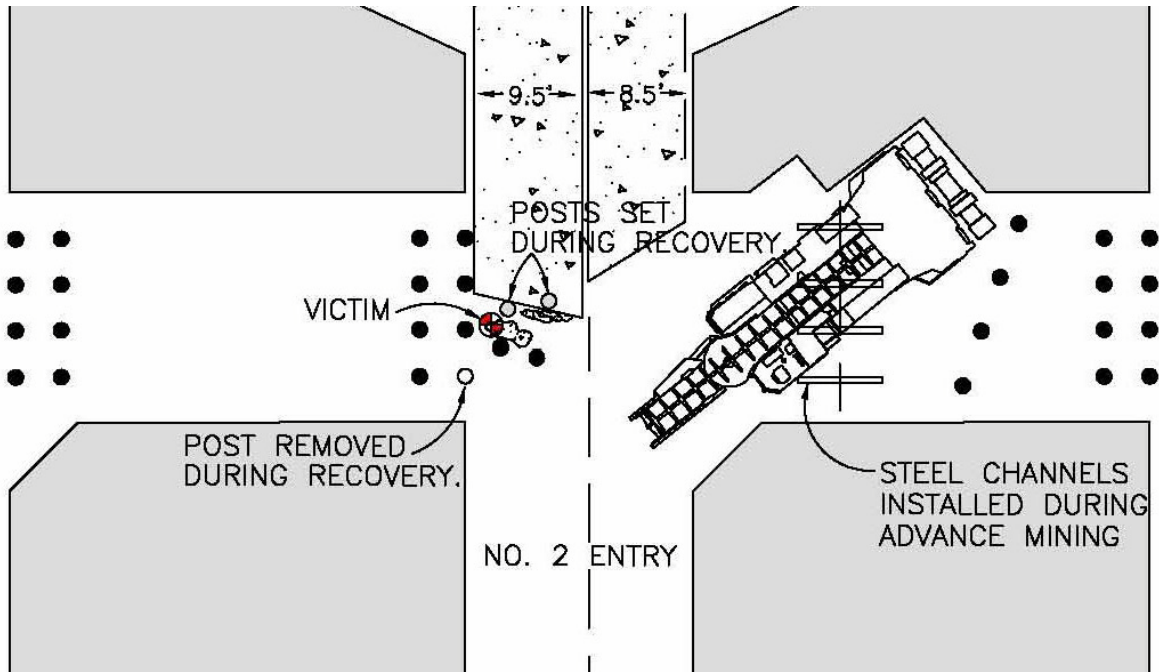 9.5'
8.5'
POSTS SET
DURING RECOVERY.
VICTIM
POST REMOVED
DURING RECOVERY.
STEEL CHANNELS
INSTALLED DURING
ADVANCE MINING
NO. 2 ENTRY